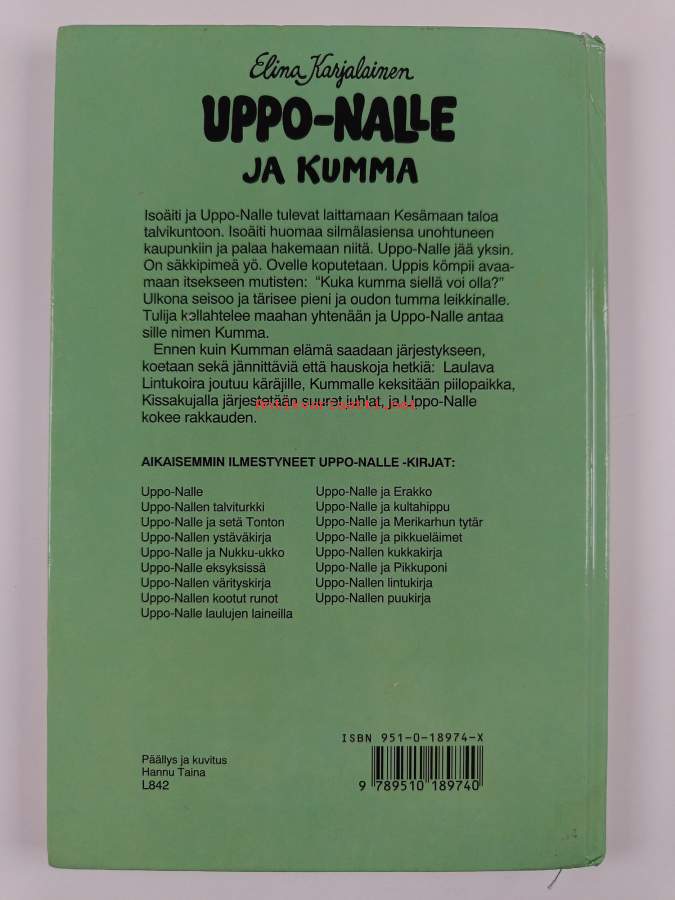 Elina Karjalainen
UPPO-NALLE
JA KUMMA
Isoäiti ja Uppo-Nalle tulevat laittamaan Kesämaan taloa
talvikuntoon. Isoäiti huomaa silmälasiensa unohtuneen
kaupunkiin ja palaa hakemaan niitä. Uppo-Nalle jää yksin.
On säkkipimeä yö. Ovelle koputetaan. Uppis kömpii avaa-
maan itsekseen mutisten: "Kuka kumma siellä voi olla?"
Ulkona seisoo ja tärisee pieni ja oudon tumma leikkinalle.
Tulija kellahtelee maahan yhtenään ja Uppo-Nalle antaa
sille nimen Kumma.
Ennen kuin Kumman elämä saadaan järjestykseen,
koetaan sekä jännittäviä että hauskoja hetkiä: Laulava
Lintukoira joutuu käräjille, Kummalle keksitään piilopaikka,
Kissakujalla järjestetään suuret juhlat, ja Uppo-Nalle
kokee rakkauden.
AIKAISEMMIN ILMESTYNEET UPPO-NALLE -KIRJAT:
Uppo-Nalle
Uppo-Nallen talviturkki
Uppo-Nalle ja setä Tonton
Uppo-Nallen ystäväkirja
Uppo-Nalle ja Nukku-ukko
Uppo-Nalle eksyksissä
Uppo-Nallen värityskirja
Uppo-Nallen kootut runot
Uppo-Nalle laulujen laineilla
Uppo-Nalle ja Erakko
Uppo-Nalle ja kultahippu
Uppo-Nalle ja Merikarhun tytär
Uppo-Nalle ja pikkueläimet
Uppo-Nallen kukkakirja
Uppo-Nalle ja Pikkuponi
Uppo-Nallen lintukirja
Uppo-Nallen puukirja
Päällys ja kuvitus
Hannu Taina
L842
ISBN 951-0-18974-X
9 789510 189740